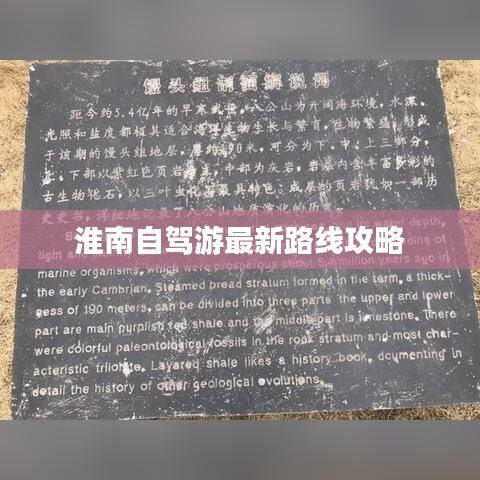 馒头组
距今约5.4亿年的早寒武世,八公山为开阔海环境,水深、
光照和盐度都极其适合海洋生物生长与繁育,生物繁盛,形成
于该期的馒头组地层,厚约190米,可分为下、中、上三部分,
下部以紫红色页岩为主,中部为灰岩,岩层内含丰富多彩的
古生物化石,以三叶虫化石最具特色;成层的页岩犹如一部历
史史书,详细地记录了八公山地质演化的历史。
淮南自驾游最新路线攻略
water depth,
light and
marine organisms, which were prosperous about 5.4 million years ago in
the early Cambrian. Steamed bread stratum formed in the term, a thick-
ness of 190 meters, can be divided into three parts the upper and lower
part are main purplish red shale and the middle part is limestone. There
were colorful paleontological fossils in the rook stratum and most char-
acteristic trilobite. Layered shale likes a history book, dcumenting in
detail the history of other geological evolutions.